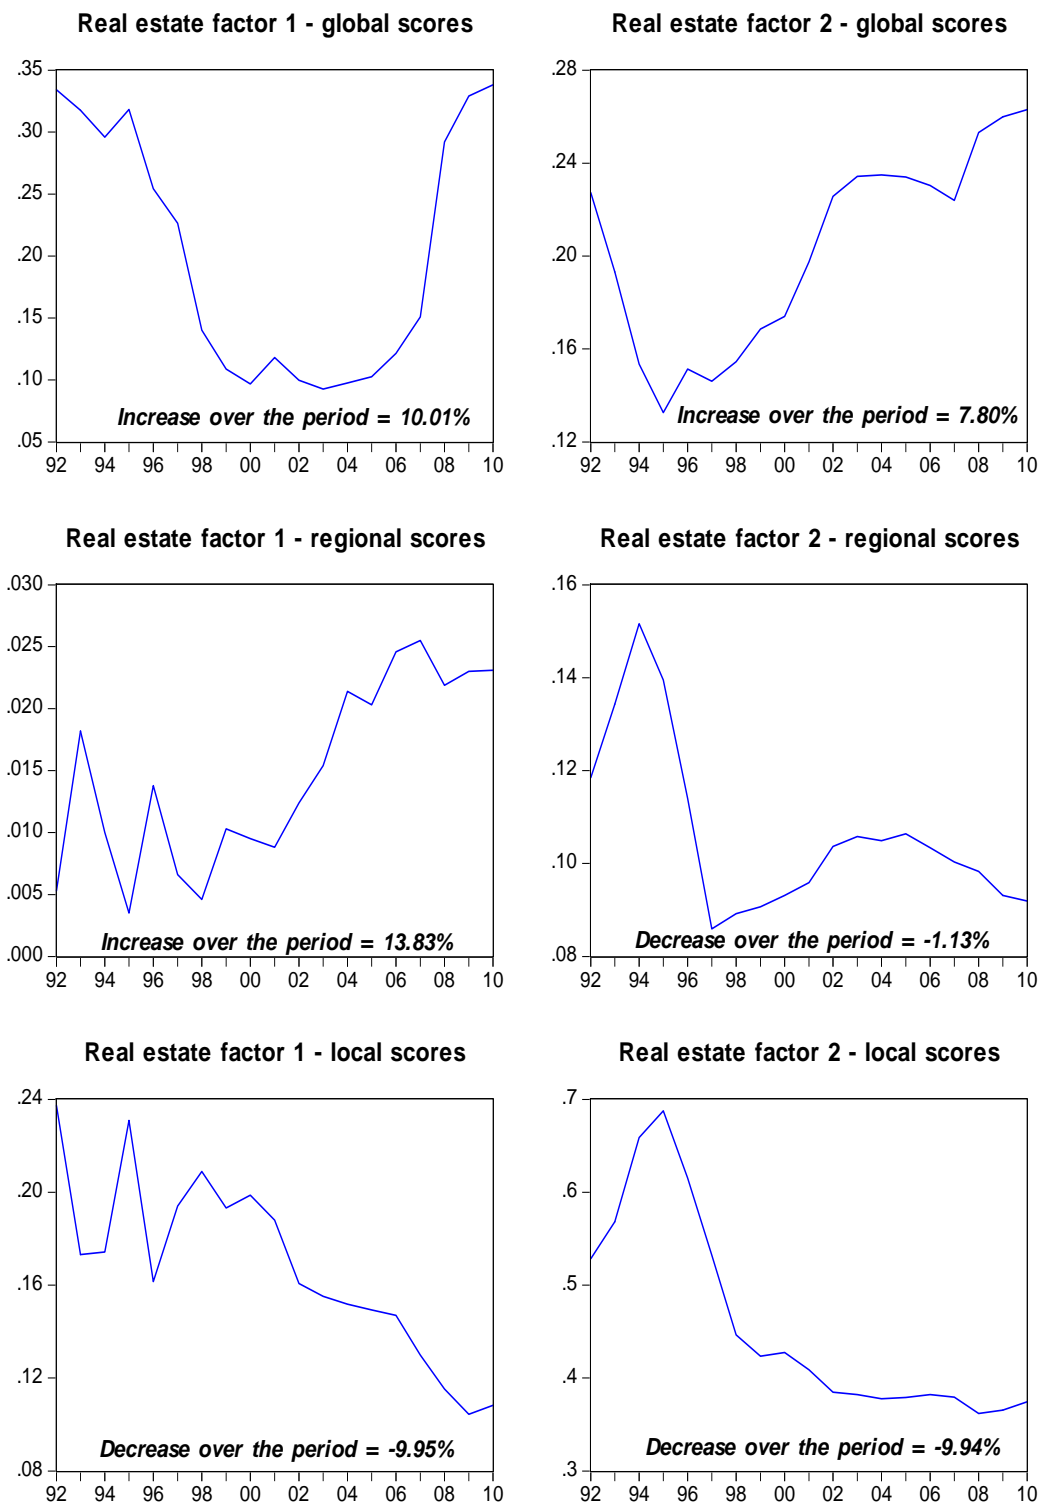 Real estate factor 1 - global scores
.35
.30
.25
.20
.15
.10
.05
Increase over the period = 10.01%
92 94 96 98 00 02 04 06 08 10
Real estate factor 2 - global scores
.28
.24
.20
.16
.12
Increase over the period = 7.80%
92 94 96 98 00 02 04 06 08 10
Real estate factor 1 - regional scores
.030
.025
.020
.015
.010
.005
.000
Increase over the period = 13.83%
92 94 96 98 00 02 04 06 08 10
Real estate factor 2 - regional scores
.16
.14
.12
.10
.08
Decrease over the period = -1.13%
92 94 96 98 00 02 04 06 08 10
Real estate factor 1 - local scores
.24
.20
.16
.12
.08
Decrease over the period = -9.95%
92 94 96 98 00 02 04 06 08 10
Real estate factor 2 - local scores
.7
.6
.5
.4
.3
Decrease over the period = -9.94%
92 94 96 98 00 02 04 06 08 10